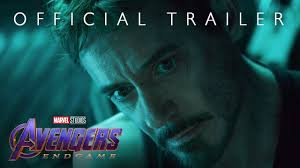 OFFICIAL TRAILER
MARVEL STUDIOS
AVENGERS
ENDGAME